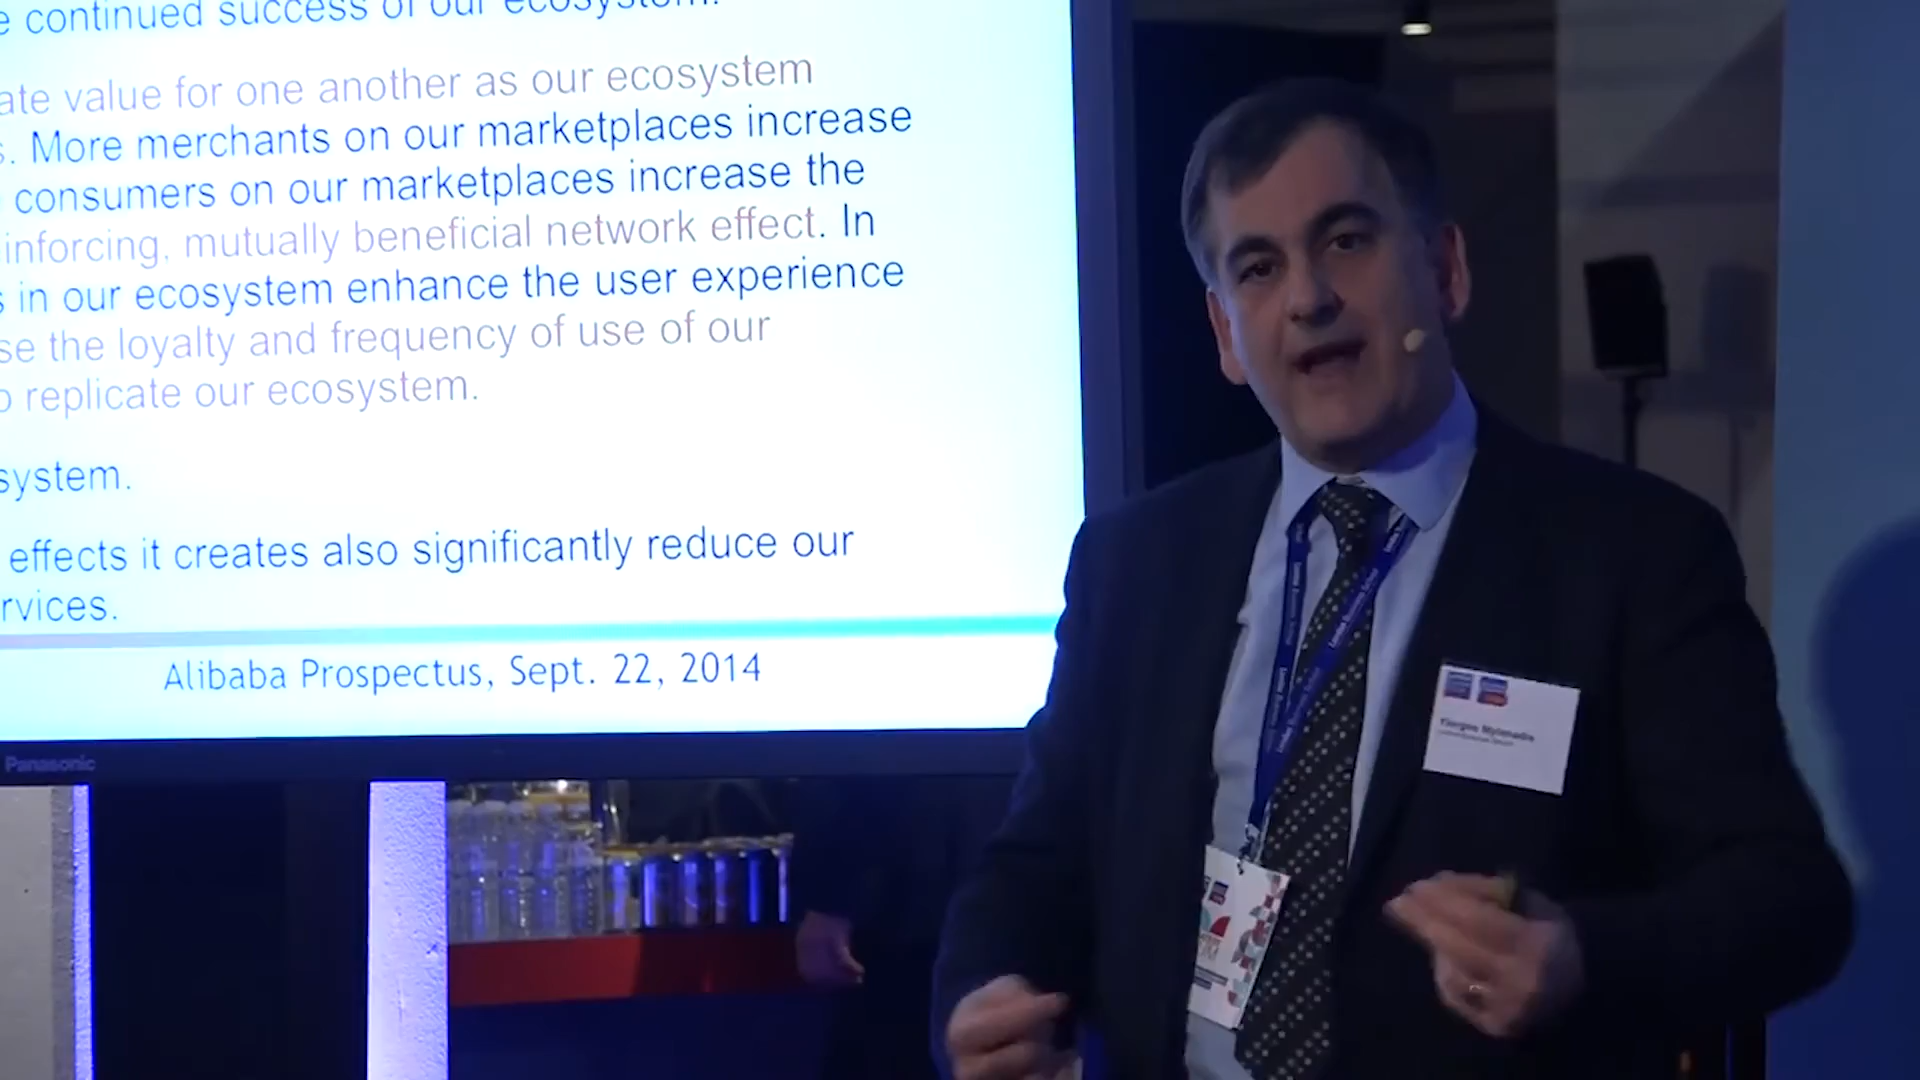 continued success of our ecosystem.
value for one another as our ecosystem
. More merchants on our marketplaces increase
consumers on our marketplaces increase the
inforcing, mutually beneficial network effect. In
in our ecosystem enhance the user experience
se the loyalty and frequency of use of our
replicate our ecosystem.
system.
effects it creates also significantly reduce our
rvices.
Alibaba Prospectus, Sept. 22, 2014
Panasonic
London Business School